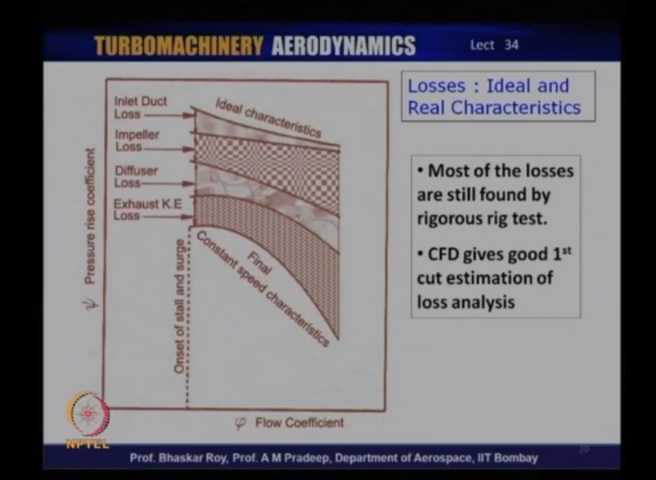 TURBOMACHINERY AERODYNAMICS
Lect 34
Losses : Ideal and
Real Characteristics
Inlet Duct
Loss
Ideal characteristics
Impeller
Loss
Diffuser
Loss
Exhaust K.E
Loss
Final
Constant speed characteristics
Onset of stall and surge
ψ Pressure rise coefficient
φ Flow Coefficient
• Most of the losses
are still found by
rigorous rig test.
• CFD gives good 1st
cut estimation of
loss analysis
NPTEL
Prof. Bhaskar Roy, Prof. A M Pradeep, Department of Aerospace, IIT Bombay
20